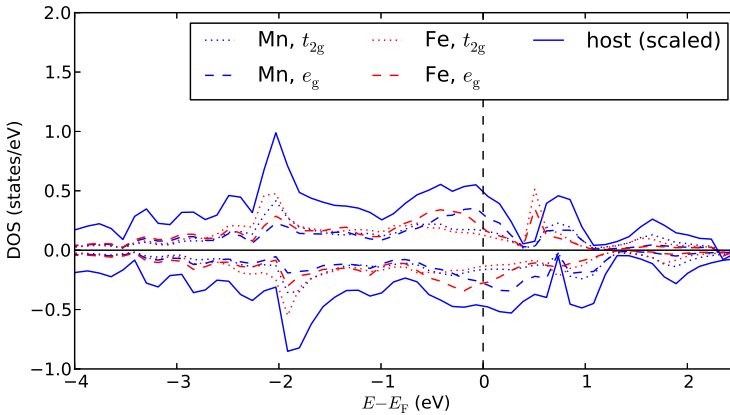 2.0
1.5
1.0
0.5
0.0
−0.5
−1.0
DOS (states/eV)
Mn, t2g
Mn, eg
Fe, t2g
Fe, eg
host (scaled)
−4 −3 −2 −1 0 1 2
E−EF (eV)